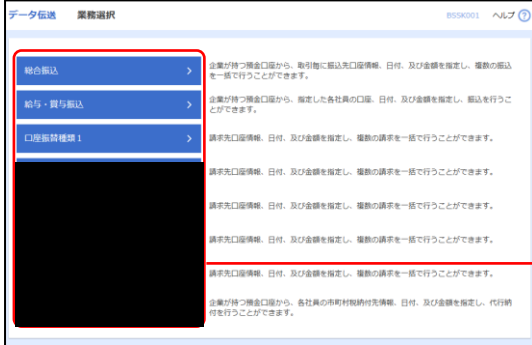 データ伝送 業務選択 BSSK001 ヘルプ ?
総合振込 >
企業が持つ預金口座から、取引毎に振込先口座情報、日付、及び金額を指定し、複数の振込
を一括で行うことができます。
給与・賞与振込 >
企業が持つ預金口座から、指定した各社員の口座、日付、及び金額を指定し、振込を行うこ
とができます。
口座振替種類1 >
請求先口座情報、日付、及び金額を指定し、複数の請求を一括で行うことができます。
請求先口座情報、日付、及び金額を指定し、複数の請求を一括で行うことができます。
請求先口座情報、日付、及び金額を指定し、複数の請求を一括で行うことができます。
請求先口座情報、日付、及び金額を指定し、複数の請求を一括で行うことができます。
請求先口座情報、日付、及び金額を指定し、複数の請求を一括で行うことができます。
企業が持つ預金口座から、各社員の市町村税納付先情報、日付、及び金額を指定し、代行納
付を行うことができます。